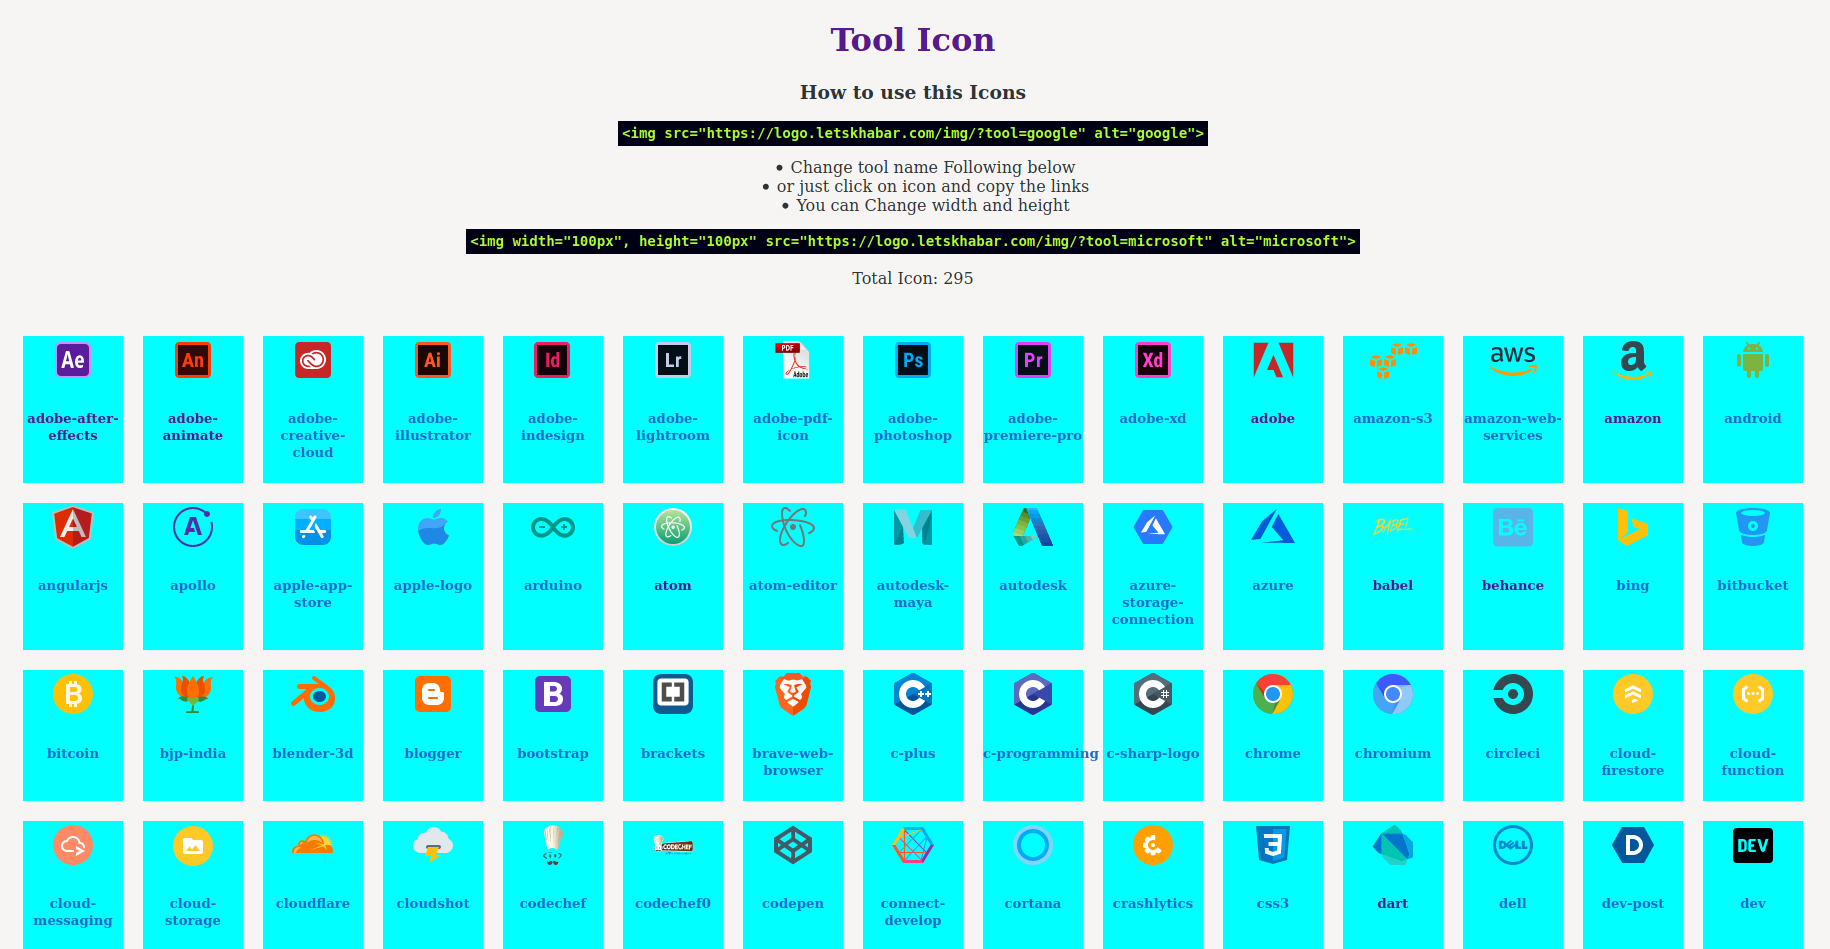 Tool Icon
How to use this Icons
<img src="https://logo.letskhabar.com/img/?tool=google" alt="google">
• Change tool name Following below
• or just click on icon and copy the links
• You can Change width and height
<img width="100px", height="100px" src="https://logo.letskhabar.com/img/?tool=microsoft" alt="microsoft">
Total Icon: 295
Ae An Ai Id Lr PDF Adobe Ps Pr Xd aws a
adobe-after- adobe- adobe- adobe- adobe- adobe- adobe-pdf- adobe- adobe- adobe-xd adobe amazon-s3 amazon-web- amazon android
effects animate creative- illustrator indesign lightroom icon photoshop premiere-pro services
cloud
A A BABEL Bē
angularjs apollo apple-app- apple-logo arduino atom atom-editor autodesk- autodesk azure- azure babel behance bing bitbucket
store maya storage-
connection
B B C++ C C#
bitcoin bjp-india blender-3d blogger bootstrap brackets brave-web- c-plus c-programming c-sharp-logo chrome chromium circleci cloud- cloud-
browser firestore function
CODECHEF 3 DELL D DEV
cloud- cloud- cloudflare cloudshot codechef codechef0 codepen connect- cortana crashlytics css3 dart dell dev-post dev
messaging storage develop